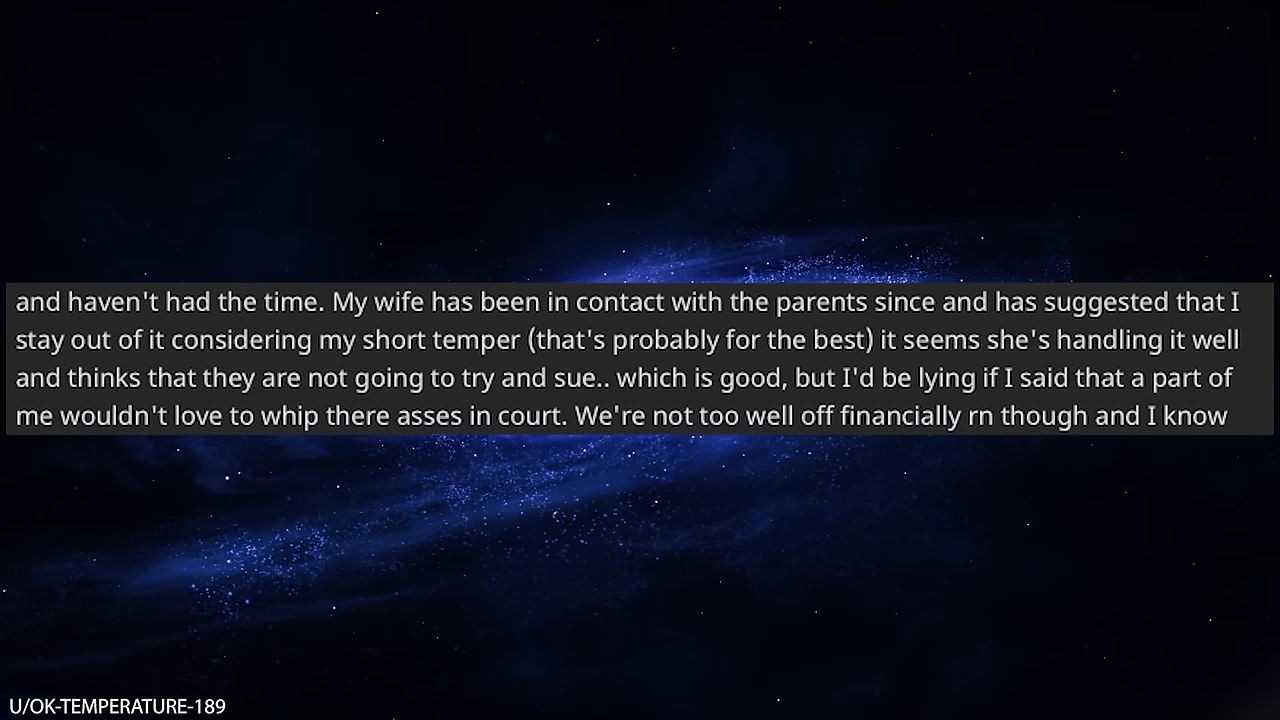 and haven't had the time. My wife has been in contact with the parents since and has suggested that I
stay out of it considering my short temper (that's probably for the best) it seems she's handling it well
and thinks that they are not going to try and sue.. which is good, but I'd be lying if I said that a part of
me wouldn't love to whip there asses in court. We're not too well off financially rn though and I know
U/OK-TEMPERATURE-189